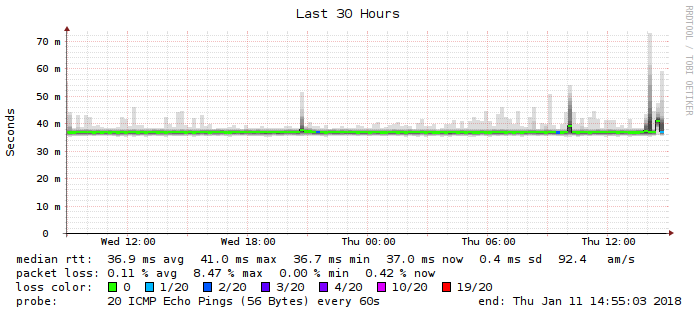 Last 30 Hours
RRDTOOL / TOBI OETIKER
Seconds
70 m
60 m
50 m
40 m
30 m
20 m
10 m
0
Wed 12:00 Wed 18:00 Thu 00:00 Thu 06:00 Thu 12:00
median rtt: 36.9 ms avg 41.0 ms max 36.7 ms min 37.0 ms now 0.4 ms sd 92.4 am/s
packet loss: 0.11 % avg 8.47 % max 0.00 % min 0.42 % now
loss color: 0 1/20 2/20 3/20 4/20 10/20 19/20
probe: 20 ICMP Echo Pings (56 Bytes) every 60s end: Thu Jan 11 14:55:03 2018